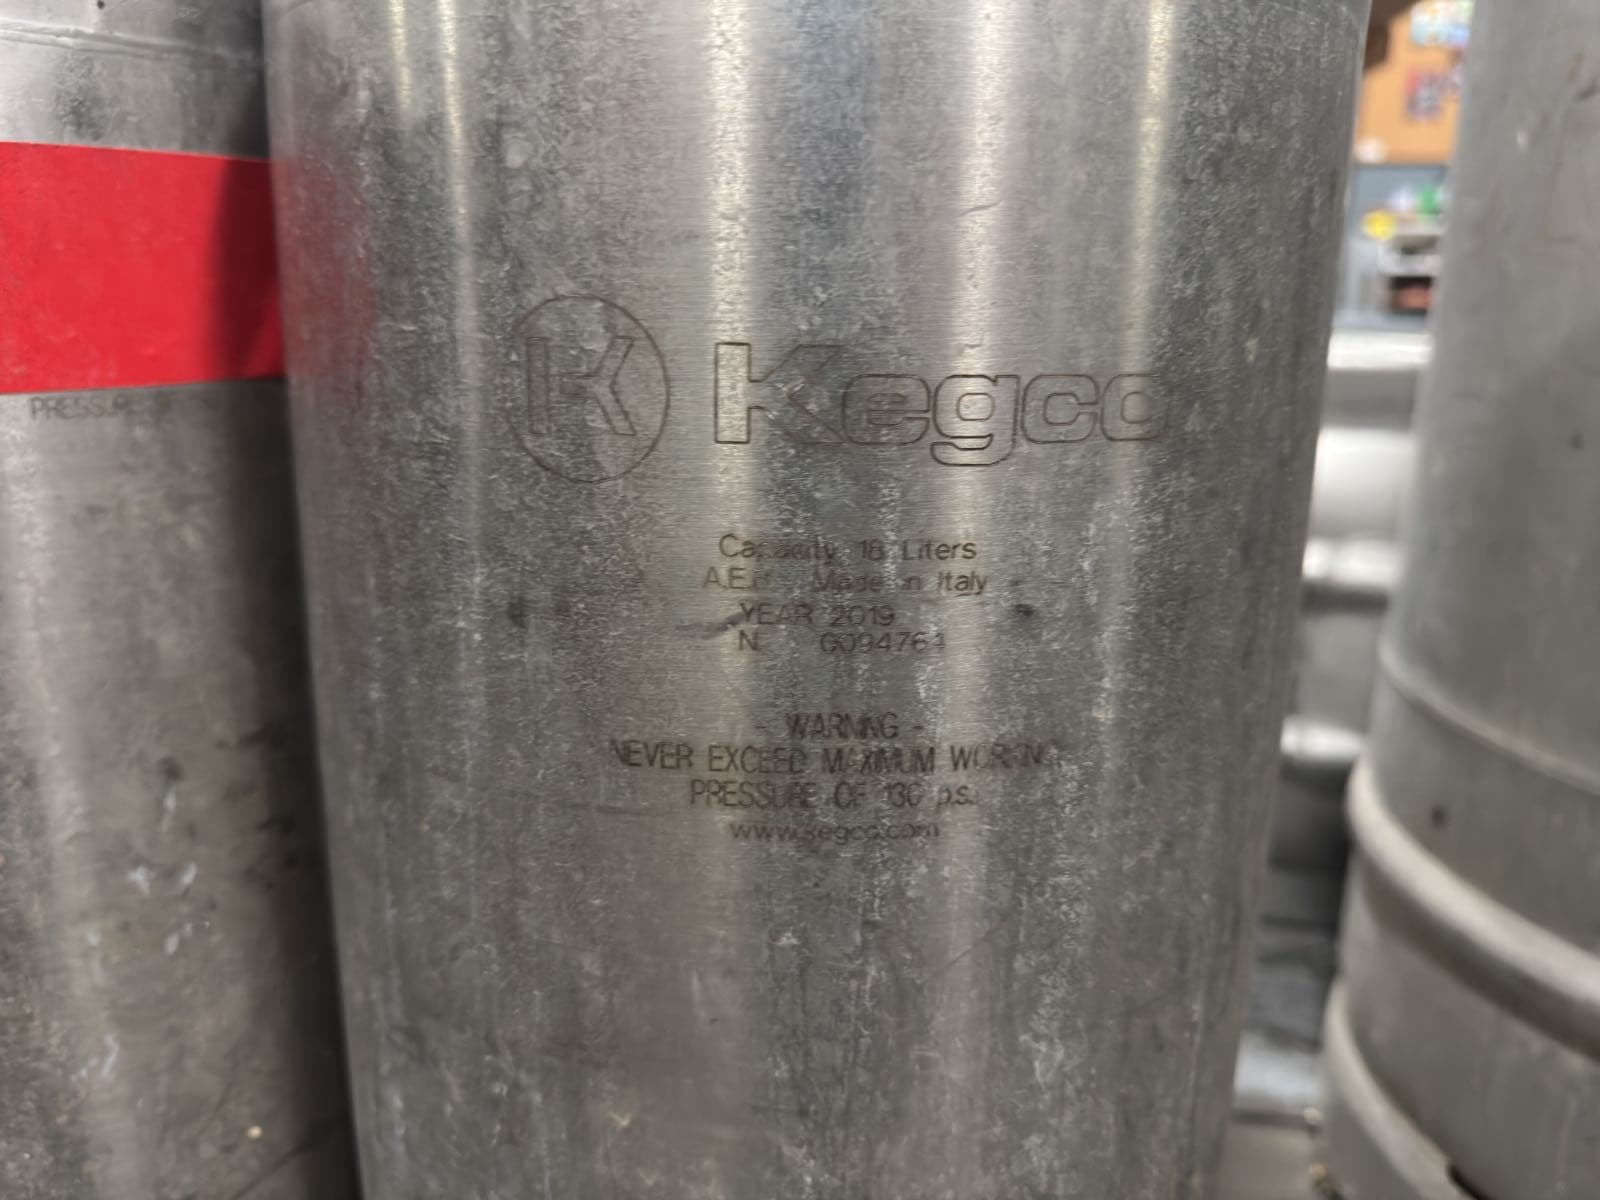 PRESSURE
K Kegco
Capacity 18 Liters
A.E.B. Made in Italy
YEAR 2019
N. 0094764
- WARNING -
NEVER EXCEED MAXIMUM WORKING
PRESSURE OF 130 p.s.i.
www.kegco.com